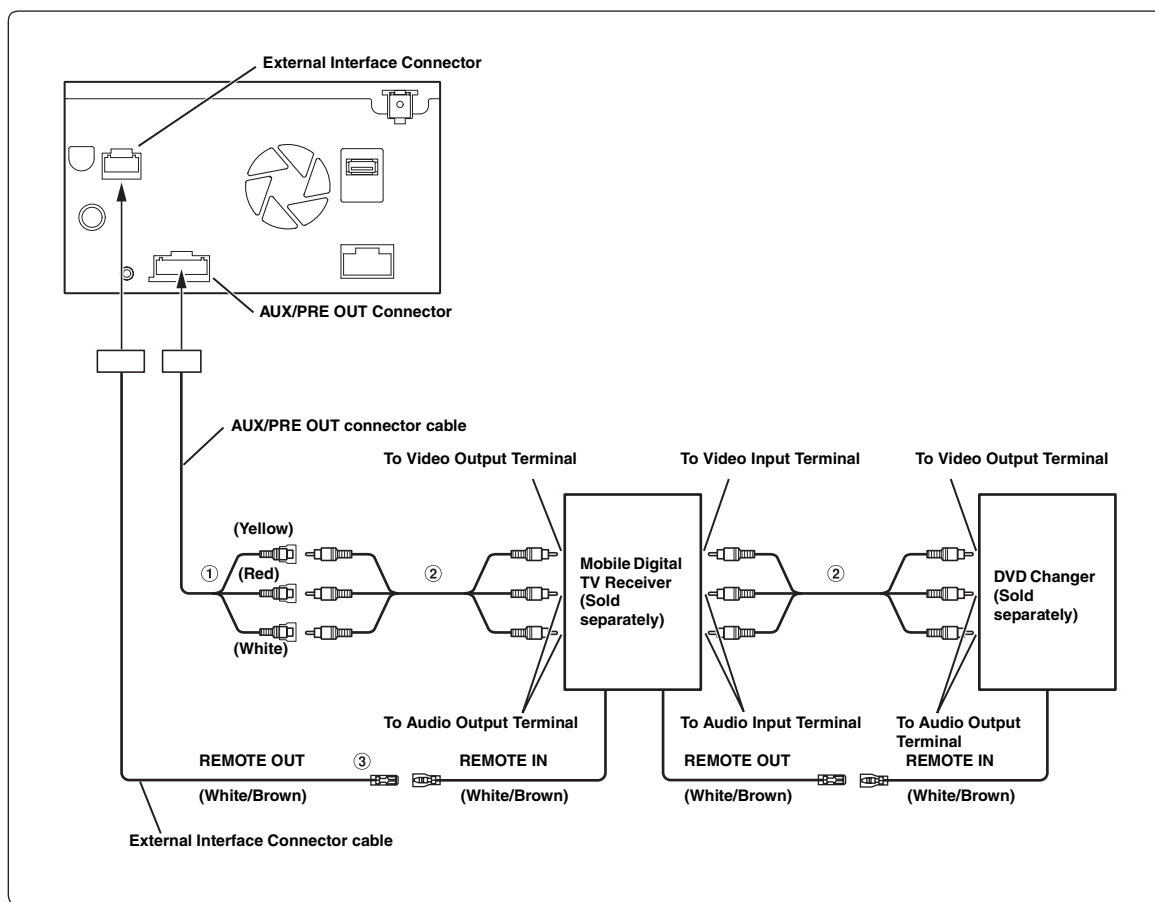 External Interface Connector
AUX/PRE OUT Connector
AUX/PRE OUT connector cable
To Video Output Terminal
To Video Input Terminal
To Video Output Terminal
(Yellow)
(Red)
(White)
①
②
②
Mobile Digital
TV Receiver
(Sold
separately)
DVD Changer
(Sold
separately)
To Audio Output Terminal
To Audio Input Terminal
To Audio Output
Terminal
REMOTE OUT
③
REMOTE IN
REMOTE OUT
REMOTE IN
(White/Brown)
(White/Brown)
(White/Brown)
(White/Brown)
External Interface Connector cable